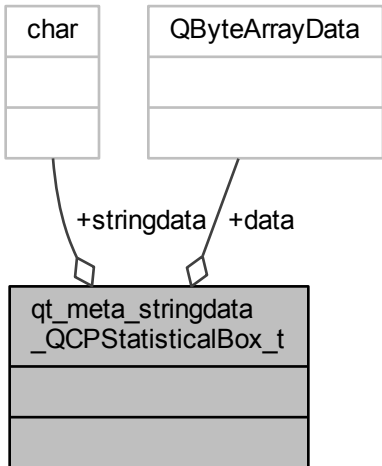 char
QByteArrayData
+stringdata
+data
qt_meta_stringdata
_QCPStatisticalBox_t